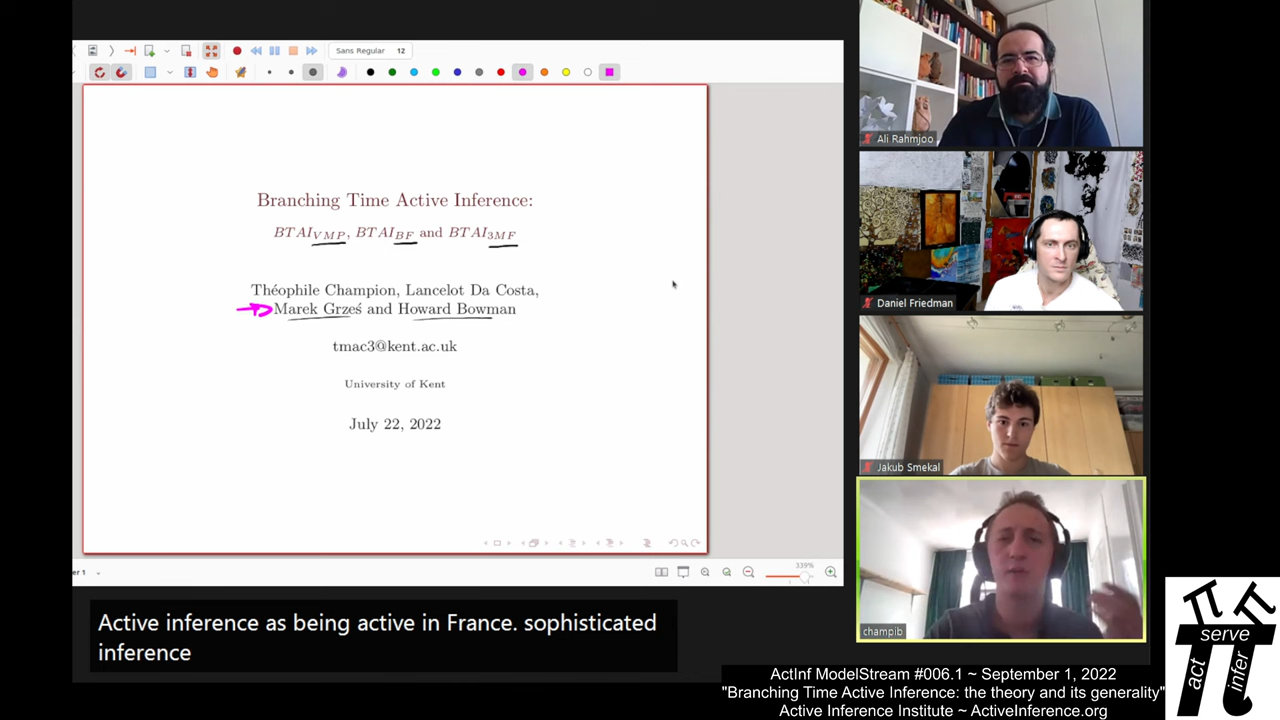 Sans Regular 12
Branching Time Active Inference:
BTAI_VMP, BTAI_BF and BTAI_3MF
Théophile Champion, Lancelot Da Costa,
Marek Grześ and Howard Bowman
tmac3@kent.ac.uk
University of Kent
July 22, 2022
er 1
339%
Active inference as being active in France. sophisticated
inference
Ali Rahmjoo
Daniel Friedman
Jakub Smekal
champib
ActInf ModelStream #006.1 ~ September 1, 2022
"Branching Time Active Inference: the theory and its generality"
Active Inference Institute ~ ActiveInference.org
serve
act
infer